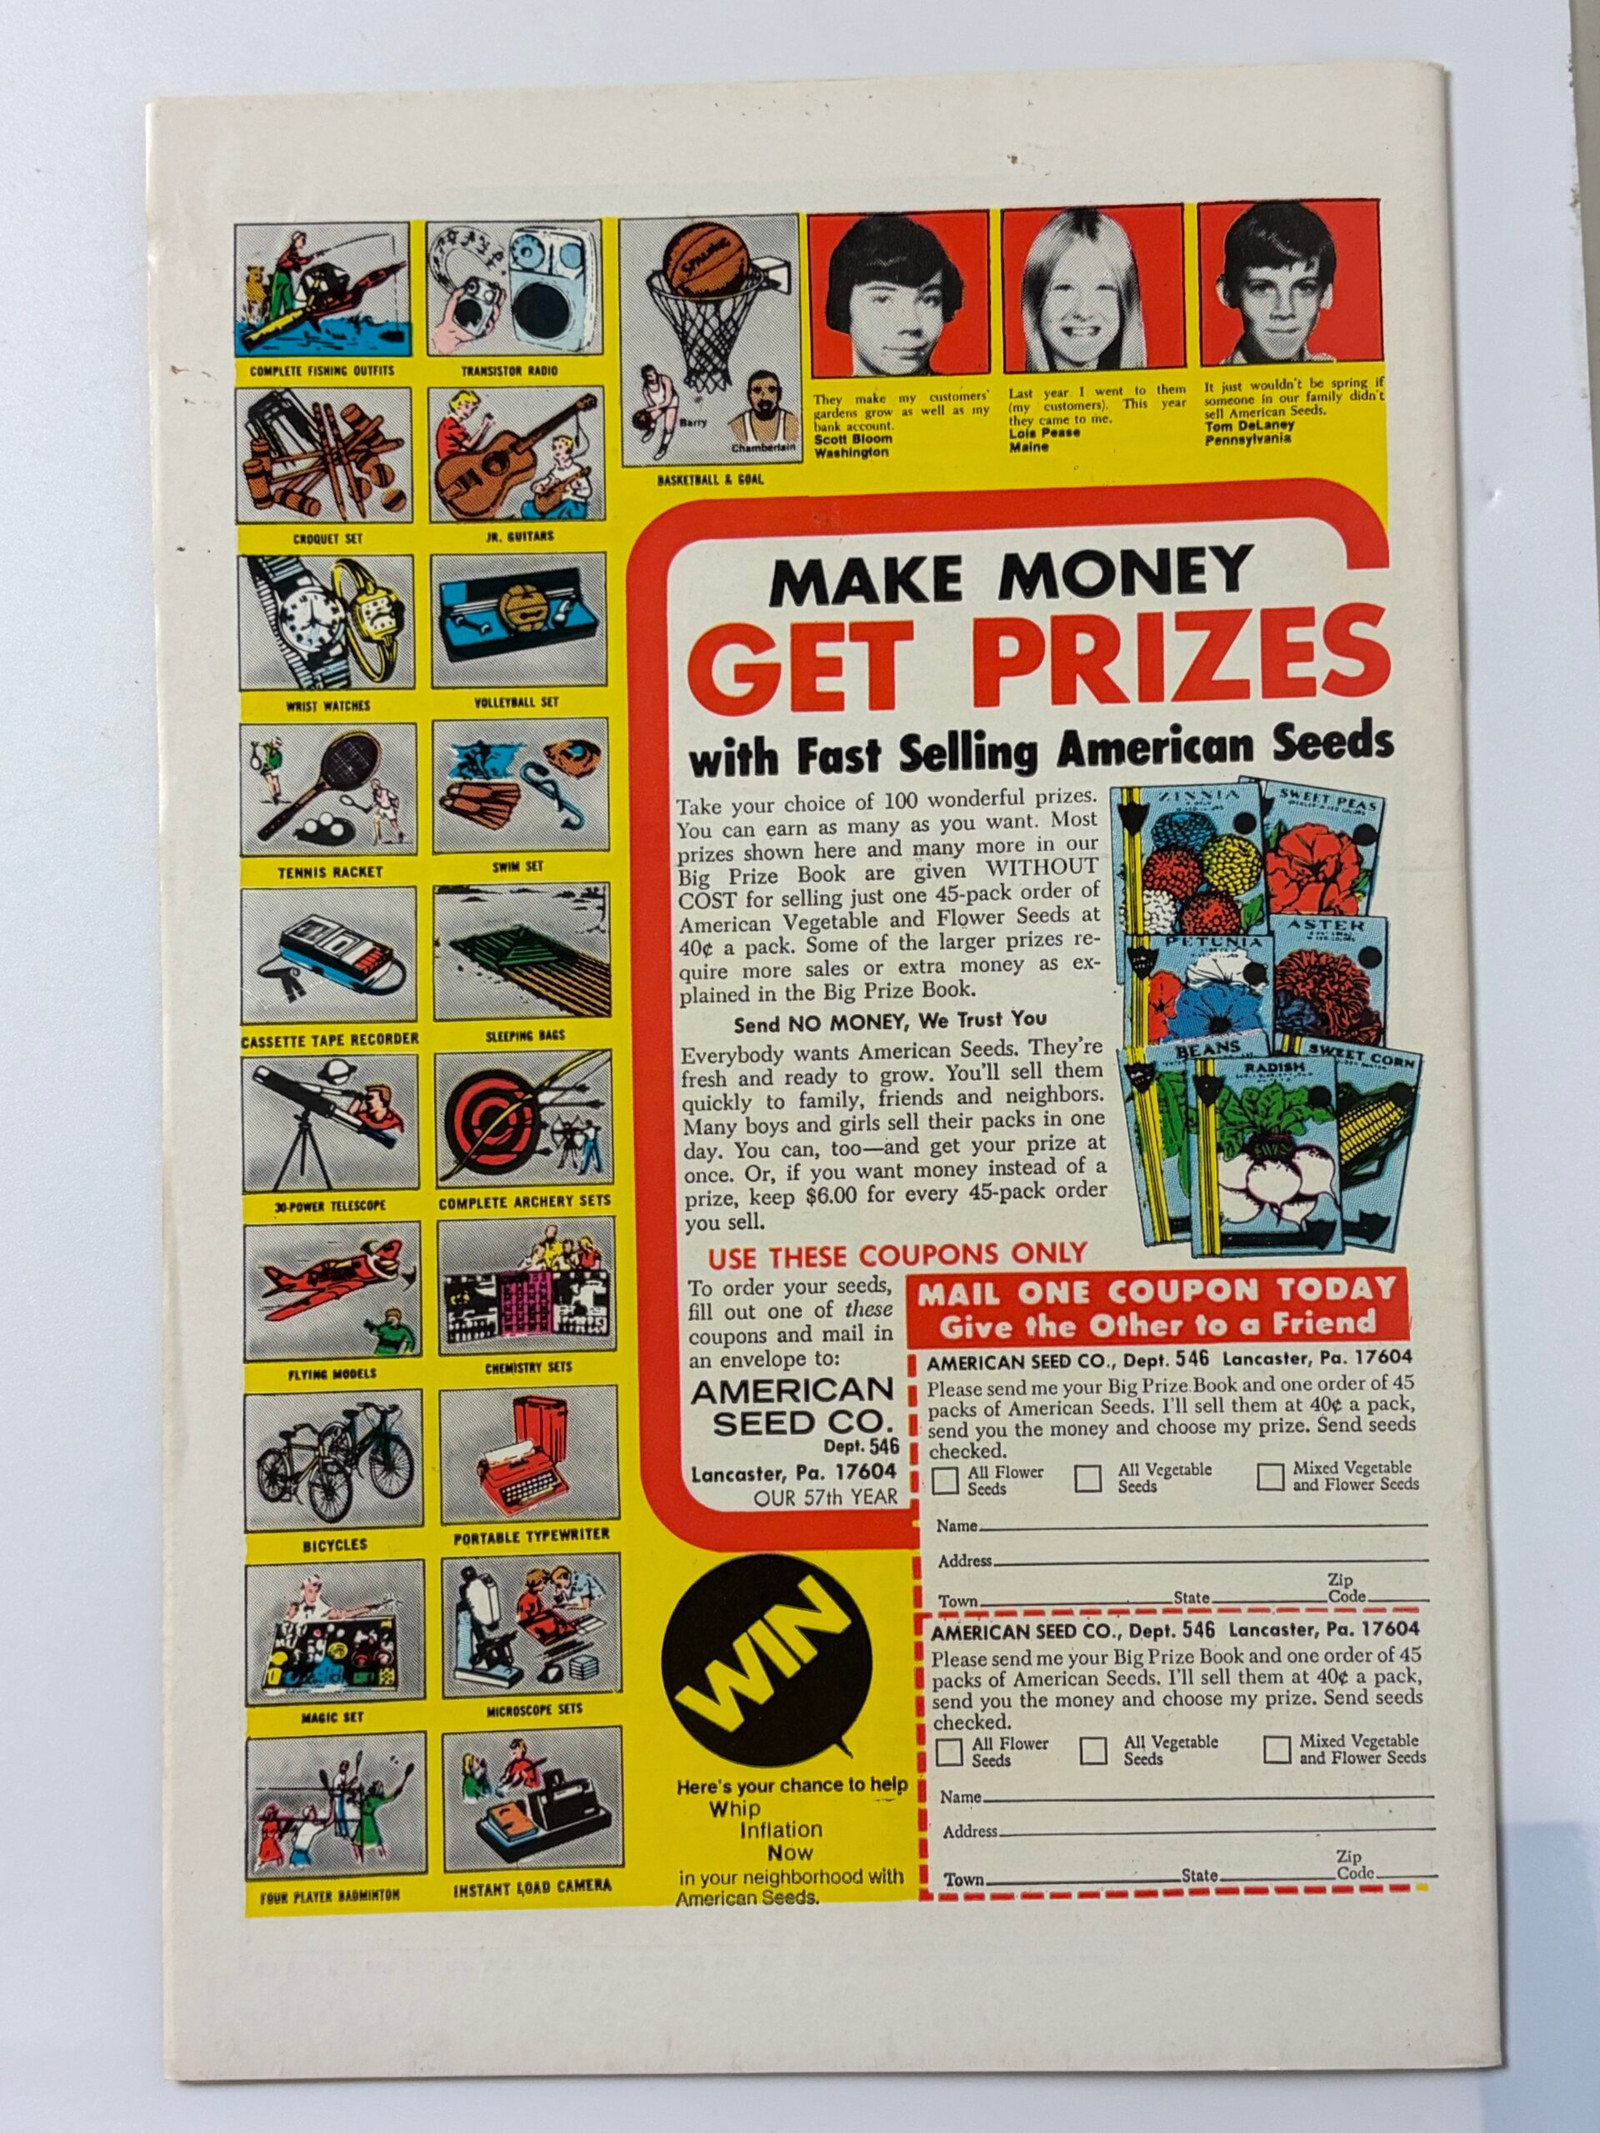 COMPLETE FISHING OUTFITS
TRANSISTOR RADIO
SPALDING
Barry
Chamberlain
BASKETBALL & GOAL
They make my customers'
gardens grow as well as my
bank account.
Scott Bloom
Washington
Last year I went to them
(my customers). This year
they came to me.
Lois Pease
Maine
It just wouldn't be spring if
someone in our family didn't
sell American Seeds.
Tom DeLaney
Pennsylvania
CROQUET SET
JR. GUITARS
WRIST WATCHES
VOLLEYBALL SET
TENNIS RACKET
SWIM SET
CASSETTE TAPE RECORDER
SLEEPING BAGS
30-POWER TELESCOPE
COMPLETE ARCHERY SETS
FLYING MODELS
CHEMISTRY SETS
BICYCLES
PORTABLE TYPEWRITER
MAGIC SET
MICROSCOPE SETS
FOUR PLAYER BADMINTON
INSTANT LOAD CAMERA
MAKE MONEY
GET PRIZES
with Fast Selling American Seeds
Take your choice of 100 wonderful prizes.
You can earn as many as you want. Most
prizes shown here and many more in our
Big Prize Book are given WITHOUT
COST for selling just one 45-pack order of
American Vegetable and Flower Seeds at
40¢ a pack. Some of the larger prizes re-
quire more sales or extra money as ex-
plained in the Big Prize Book.
Send NO MONEY, We Trust You
Everybody wants American Seeds. They're
fresh and ready to grow. You'll sell them
quickly to family, friends and neighbors.
Many boys and girls sell their packs in one
day. You can, too—and get your prize at
once. Or, if you want money instead of a
prize, keep $6.00 for every 45-pack order
you sell.
ZINNIA
SWEET PEAS
PETUNIA
ASTER
BEANS
RADISH
SWEET CORN
USE THESE COUPONS ONLY
To order your seeds,
fill out one of these
coupons and mail in
an envelope to:
AMERICAN
SEED CO.
Dept. 546
Lancaster, Pa. 17604
OUR 57th YEAR
MAIL ONE COUPON TODAY
Give the Other to a Friend
AMERICAN SEED CO., Dept. 546 Lancaster, Pa. 17604
Please send me your Big Prize Book and one order of 45
packs of American Seeds. I'll sell them at 40¢ a pack,
send you the money and choose my prize. Send seeds
checked.
All Flower
Seeds
All Vegetable
Seeds
Mixed Vegetable
and Flower Seeds
Name
Address
Town State Zip
Code
AMERICAN SEED CO., Dept. 546 Lancaster, Pa. 17604
Please send me your Big Prize Book and one order of 45
packs of American Seeds. I'll sell them at 40¢ a pack,
send you the money and choose my prize. Send seeds
checked.
All Flower
Seeds
All Vegetable
Seeds
Mixed Vegetable
and Flower Seeds
Name
Address
Town State Zip
Code
WIN
Here's your chance to help
Whip
Inflation
Now
in your neighborhood with
American Seeds.